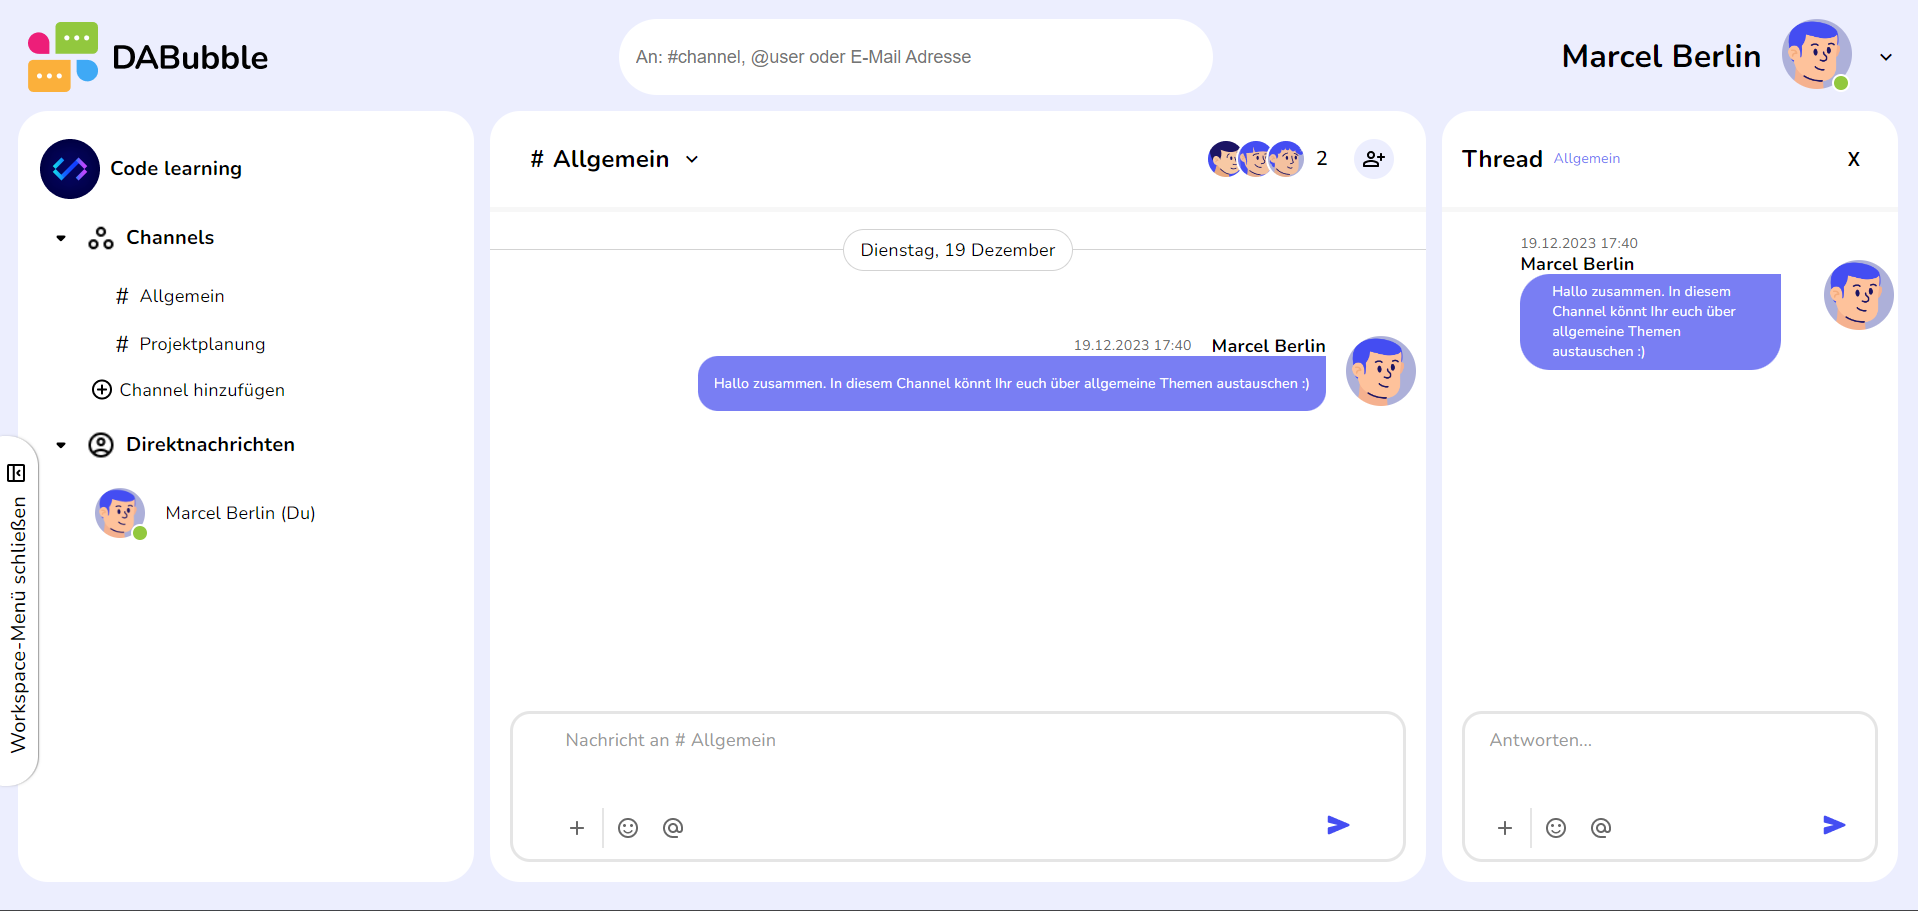 DABubble
An: #channel, @user oder E-Mail Adresse
Marcel Berlin
Code learning
Channels
# Allgemein
# Projektplanung
Channel hinzufügen
Direktnachrichten
Marcel Berlin (Du)
Workspace-Menü schließen
# Allgemein
2
Dienstag, 19 Dezember
19.12.2023 17:40 Marcel Berlin
Hallo zusammen. In diesem Channel könnt Ihr euch über allgemeine Themen austauschen :)
Nachricht an # Allgemein
Thread Allgemein
X
19.12.2023 17:40
Marcel Berlin
Hallo zusammen. In diesem
Channel könnt Ihr euch über
allgemeine Themen
austauschen :)
Antworten...